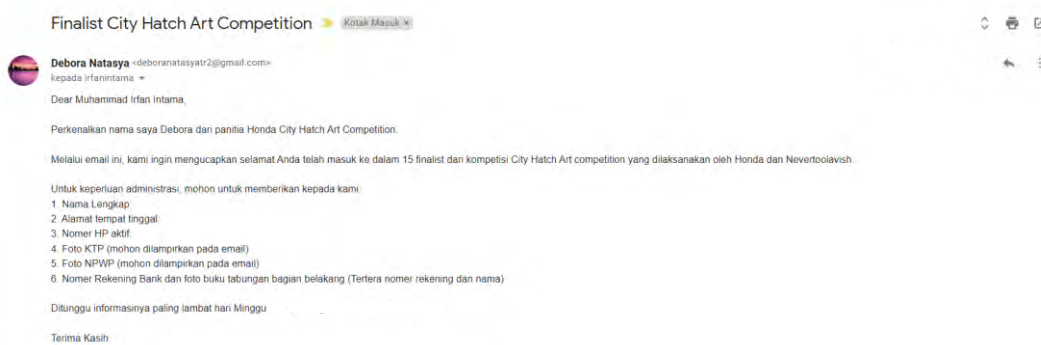 Finalist City Hatch Art Competition Kotak Masuk ×
Debora Natasya <deboranatasyatr2@gmail.com>
kepada irfanintama
Dear Muhammad Irfan Intama,
Perkenalkan nama saya Debora dari panitia Honda City Hatch Art Competition.
Melalui email ini, kami ingin mengucapkan selamat Anda telah masuk ke dalam 15 finalist dari kompetisi City Hatch Art competition yang dilaksanakan oleh Honda dan Nevertoolavish.
Untuk keperluan administrasi, mohon untuk memberikan kepada kami:
1. Nama Lengkap:
2. Alamat tempat tinggal:
3. Nomer HP aktif:
4. Foto KTP (mohon dilampirkan pada email)
5. Foto NPWP (mohon dilampirkan pada email)
6. Nomer Rekening Bank dan foto buku tabungan bagian belakang (Tertera nomer rekening dan nama)
Ditunggu informasinya paling lambat hari Minggu
Terima Kasih